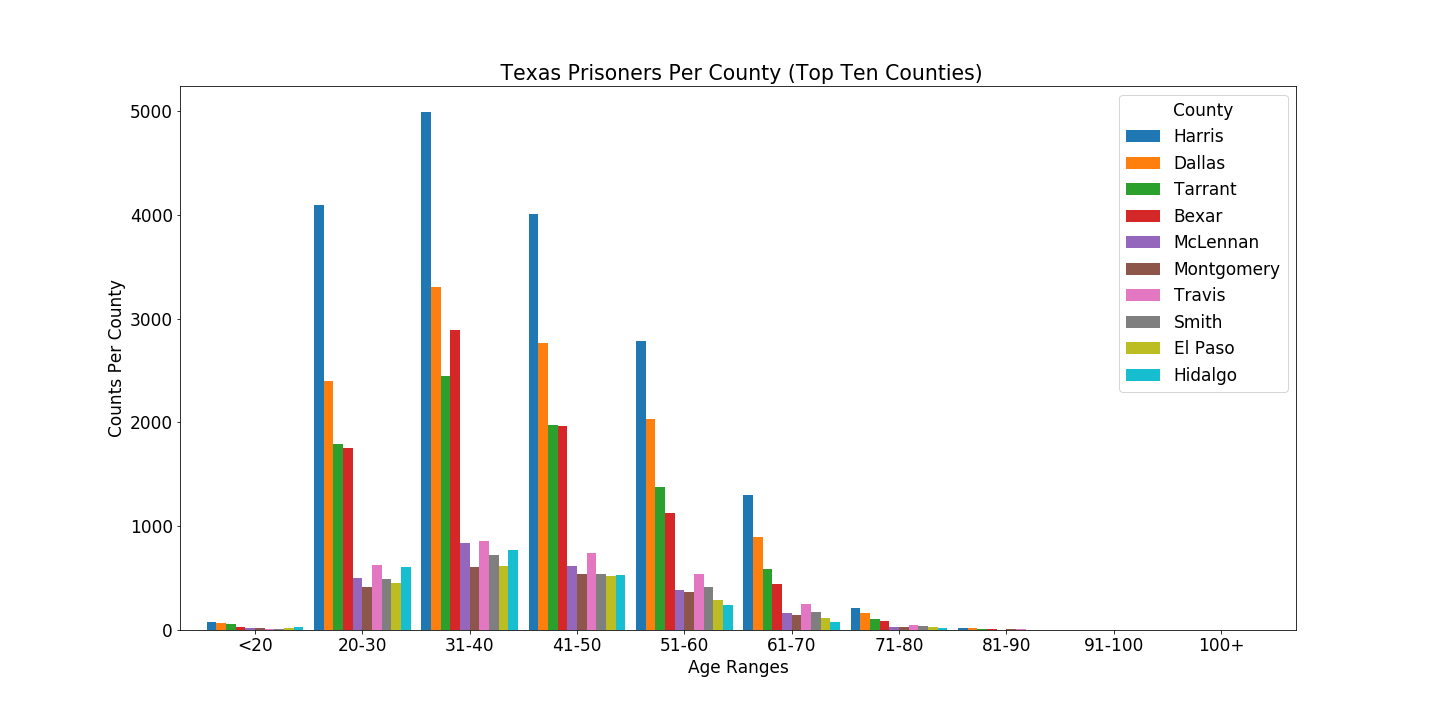 Texas Prisoners Per County (Top Ten Counties)
County
Harris
Dallas
Tarrant
Bexar
McLennan
Montgomery
Travis
Smith
El Paso
Hidalgo
5000
4000
3000
2000
1000
0
Counts Per County
<20 20-30 31-40 41-50 51-60 61-70 71-80 81-90 91-100 100+
Age Ranges